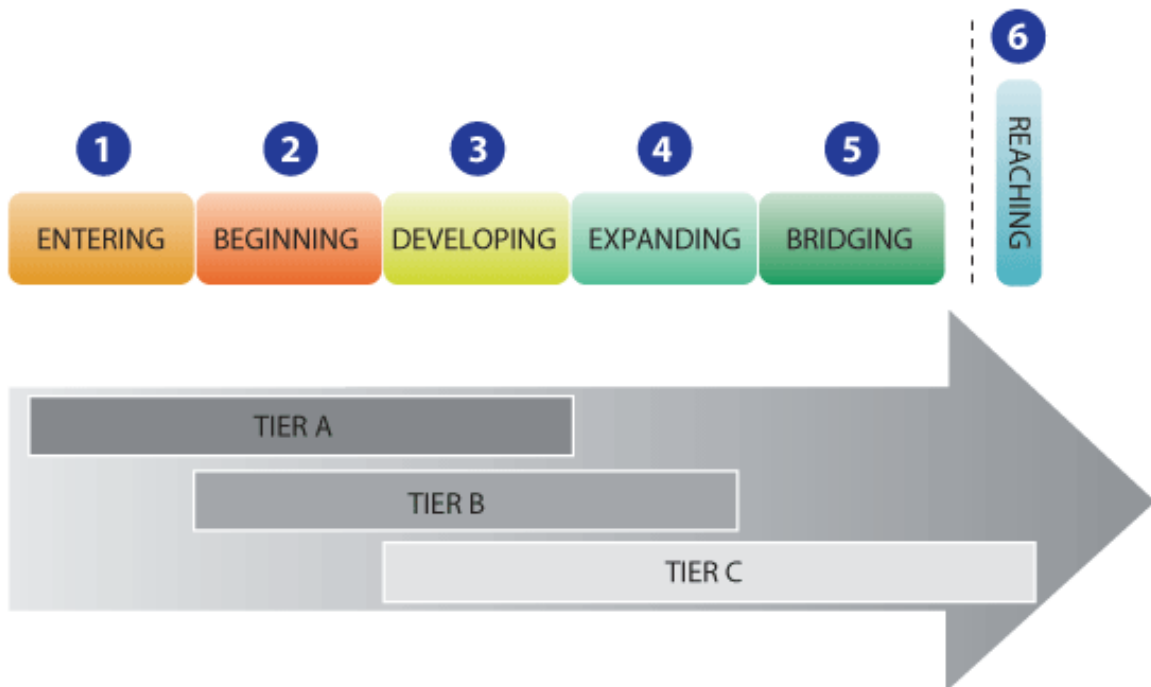 6
REACHING
1 2 3 4 5
ENTERING BEGINNING DEVELOPING EXPANDING BRIDGING
TIER A
TIER B
TIER C